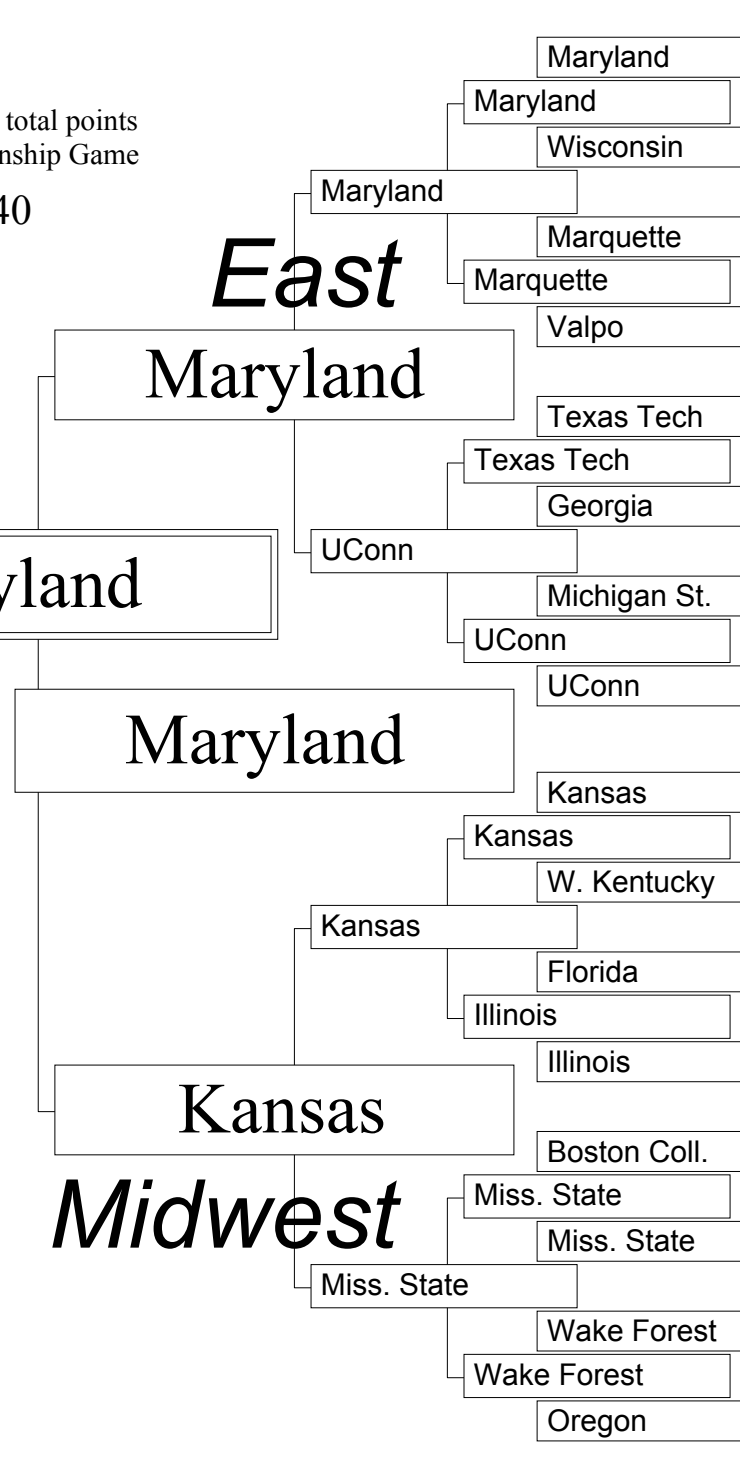 Maryland
Maryland
total points
Wisconsin
nship Game
Maryland
40
Marquette
East
Marquette
Valpo
Maryland
Texas Tech
Texas Tech
Georgia
UConn
yland
Michigan St.
UConn
UConn
Maryland
Kansas
Kansas
W. Kentucky
Kansas
Florida
Illinois
Illinois
Kansas
Boston Coll.
Miss. State
Midwest
Miss. State
Miss. State
Wake Forest
Wake Forest
Oregon